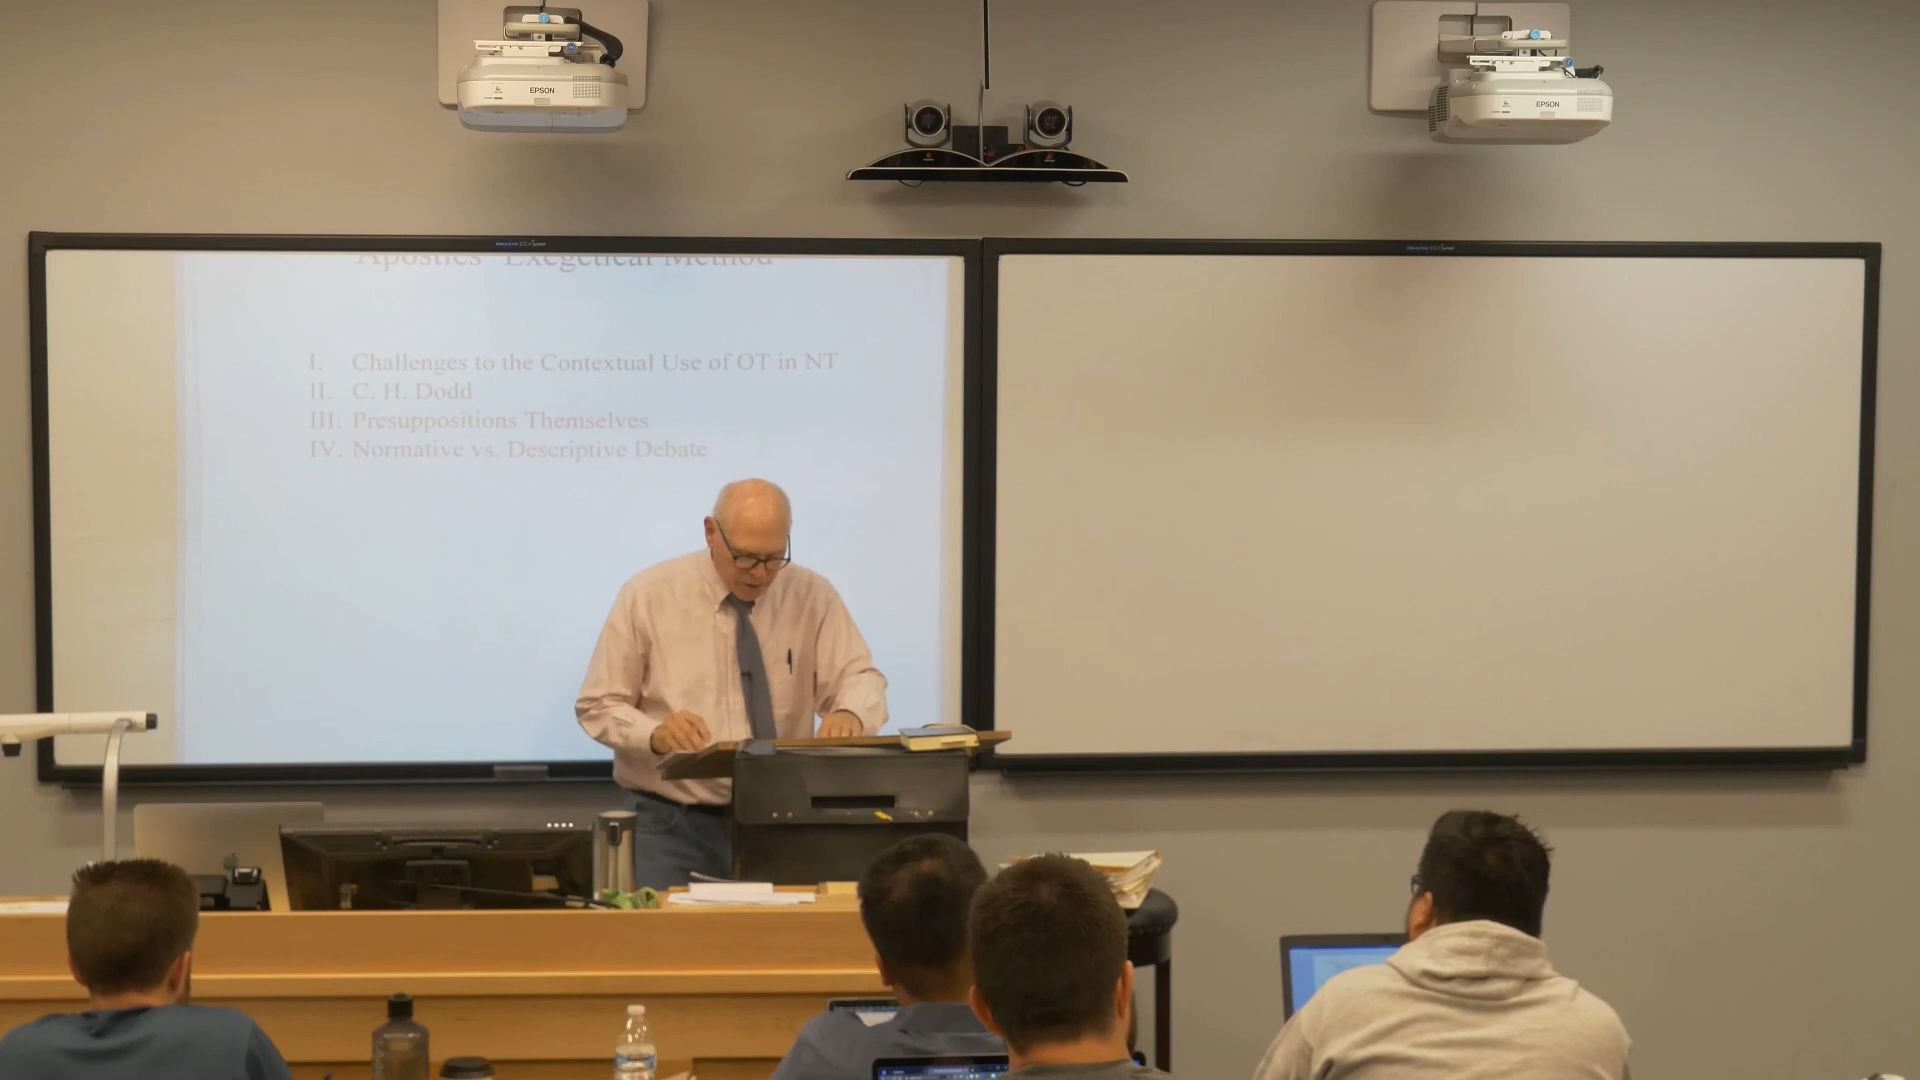 EPSON
EPSON
Apostles' Exegetical Method
I. Challenges to the Contextual Use of OT in NT
II. C. H. Dodd
III. Presuppositions Themselves
IV. Normative vs. Descriptive Debate